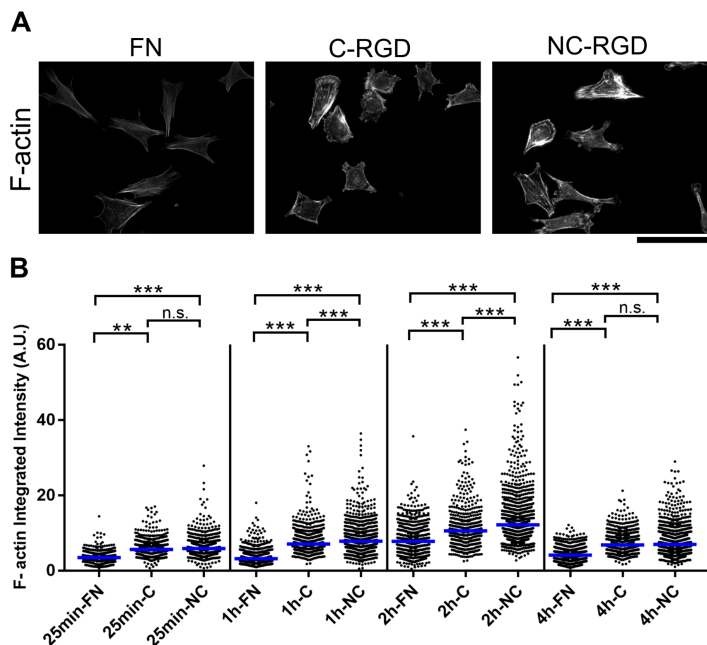 A
FN
C-RGD
NC-RGD
F-actin
B
*** *** *** ***
n.s. n.s.
** *** *** *** *** ***
F- actin Integrated Intensity (A.U.)
60
40
20
0
25min-FN
25min-C
25min-NC
1h-FN
1h-C
1h-NC
2h-FN
2h-C
2h-NC
4h-FN
4h-C
4h-NC